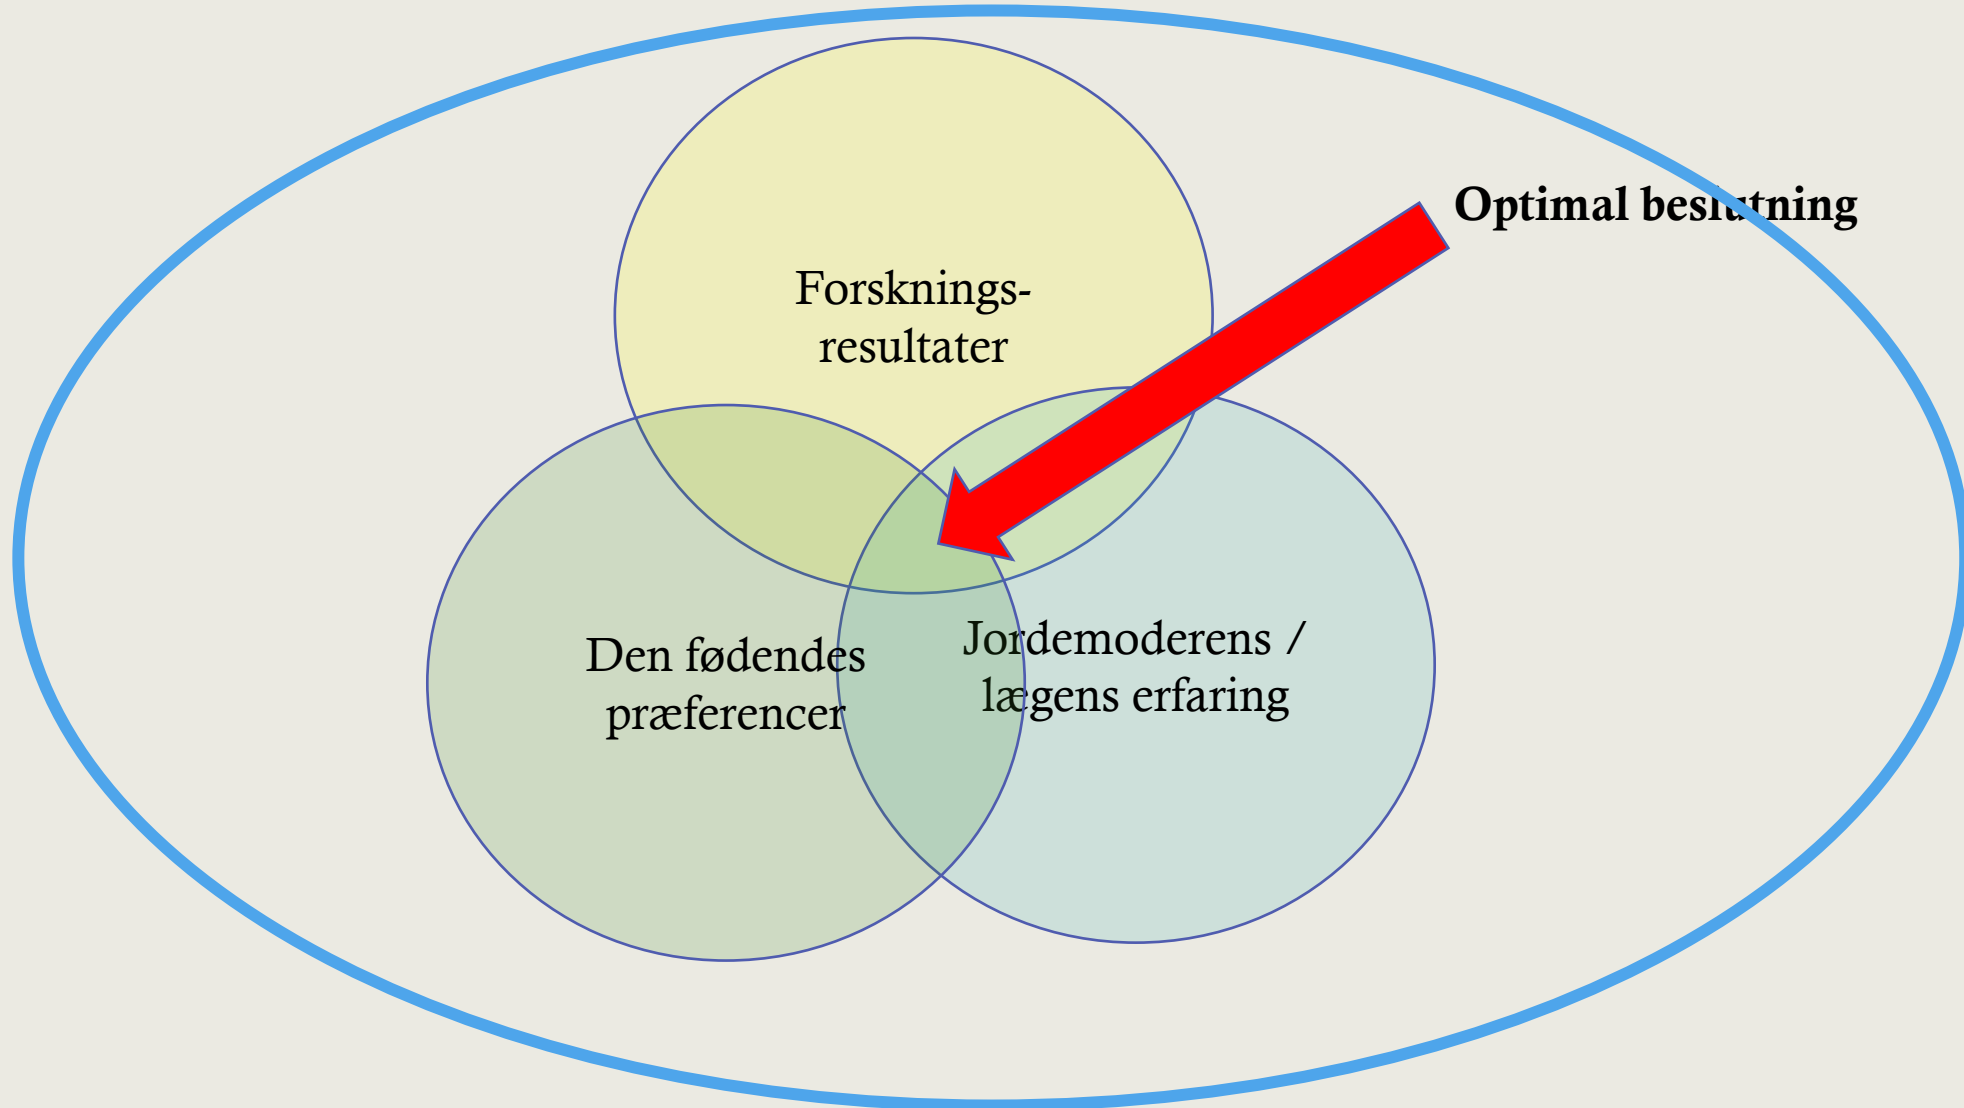 Optimal beslutning
Forsknings-
resultater
Den fødendes
præferencer
Jordemoderens /
lægens erfaring